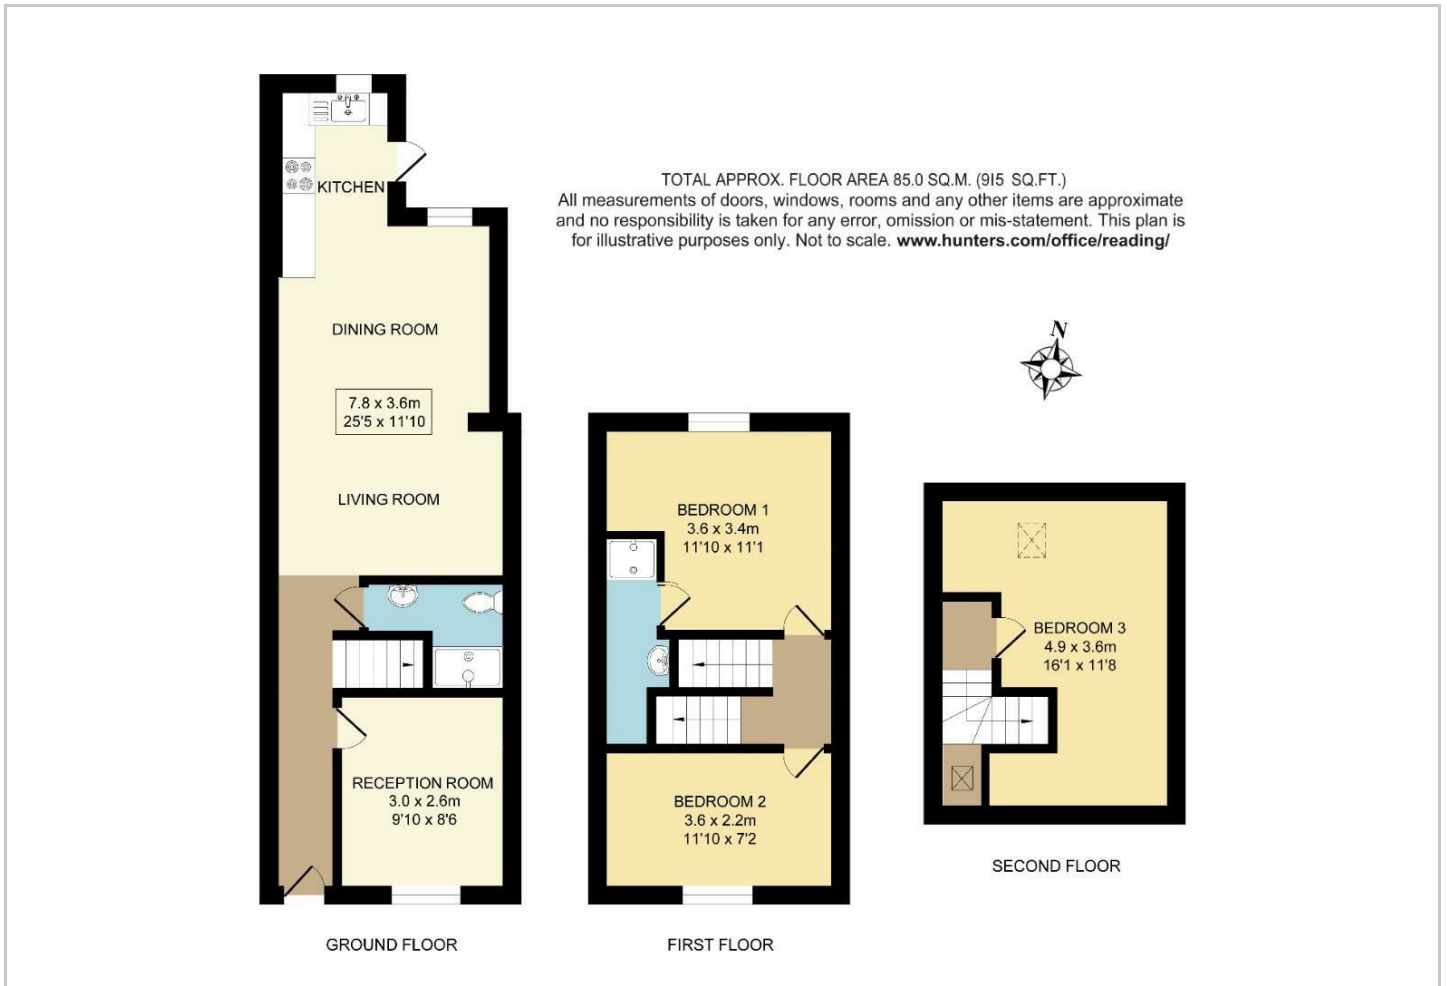 TOTAL APPROX. FLOOR AREA 85.0 SQ.M. (9I5 SQ.FT.)
All measurements of doors, windows, rooms and any other items are approximate
and no responsibility is taken for any error, omission or mis-statement. This plan is
for illustrative purposes only. Not to scale. www.hunters.com/office/reading/
N
KITCHEN
DINING ROOM
7.8 x 3.6m
25'5 x 11'10
LIVING ROOM
RECEPTION ROOM
3.0 x 2.6m
9'10 x 8'6
GROUND FLOOR
BEDROOM 1
3.6 x 3.4m
11'10 x 11'1
BEDROOM 2
3.6 x 2.2m
11'10 x 7'2
FIRST FLOOR
BEDROOM 3
4.9 x 3.6m
16'1 x 11'8
SECOND FLOOR